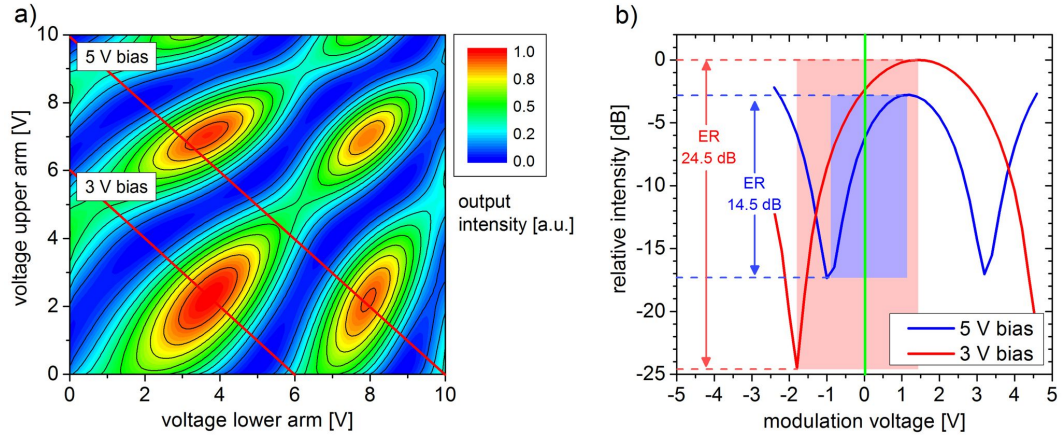 a)
10
8
6
4
2
0
voltage upper arm [V]
5 V bias
3 V bias
0
2
4
6
8
10
voltage lower arm [V]
1.0
0.8
0.5
0.2
0.0
output
intensity [a.u.]
b)
0
-5
-10
-15
-20
-25
relative intensity [dB]
ER
24.5 dB
ER
14.5 dB
5 V bias
3 V bias
-5
-4
-3
-2
-1
0
1
2
3
4
5
modulation voltage [V]